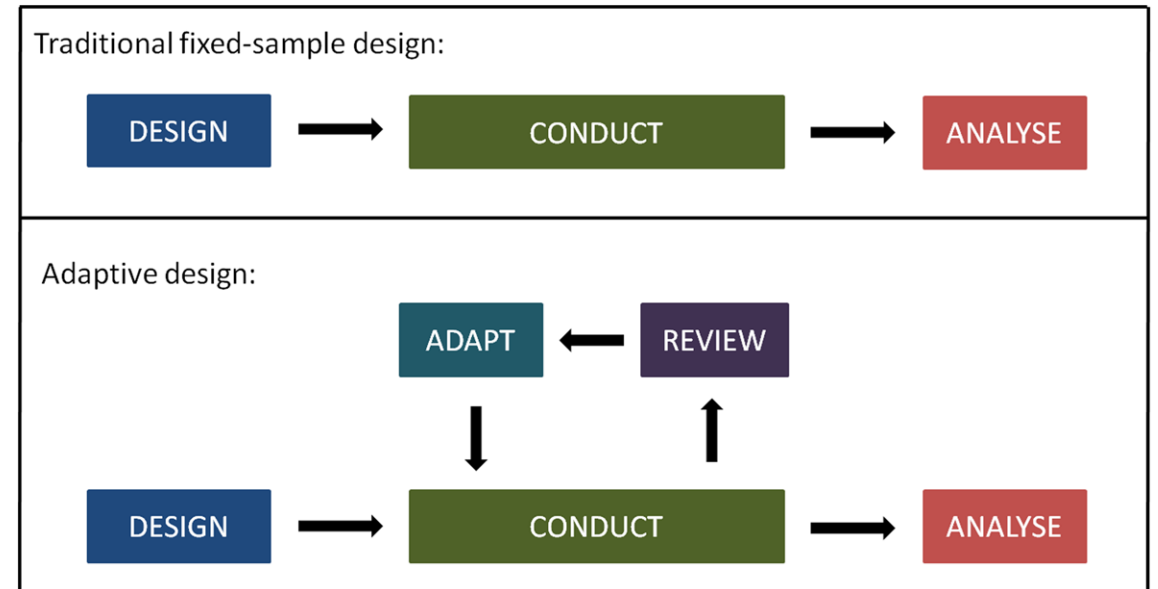 Traditional fixed-sample design:
DESIGN
CONDUCT
ANALYSE
Adaptive design:
ADAPT
REVIEW
DESIGN
CONDUCT
ANALYSE